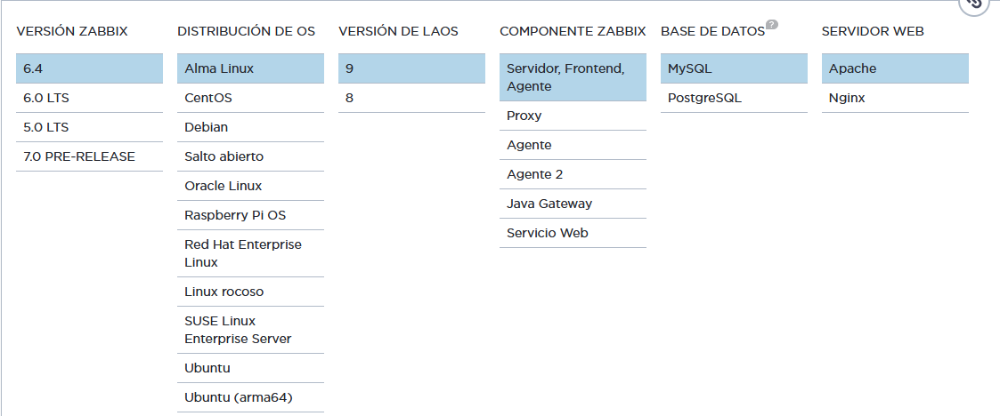 VERSIÓN ZABBIX
6.4
6.0 LTS
5.0 LTS
7.0 PRE-RELEASE
DISTRIBUCIÓN DE OS
Alma Linux
CentOS
Debian
Salto abierto
Oracle Linux
Raspberry Pi OS
Red Hat Enterprise
Linux
Linux rocoso
SUSE Linux
Enterprise Server
Ubuntu
Ubuntu (arma64)
VERSIÓN DE LAOS
9
8
COMPONENTE ZABBIX
Servidor, Frontend,
Agente
Proxy
Agente
Agente 2
Java Gateway
Servicio Web
BASE DE DATOS ?
MySQL
PostgreSQL
SERVIDOR WEB
Apache
Nginx